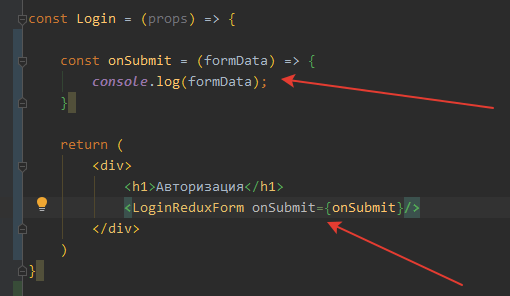 const Login = (props) => {
const onSubmit = (formData) => {
console.log(formData);
}
return (
<div>
<h1>Авторизация</h1>
<LoginReduxForm onSubmit={onSubmit}/>
</div>
)
}